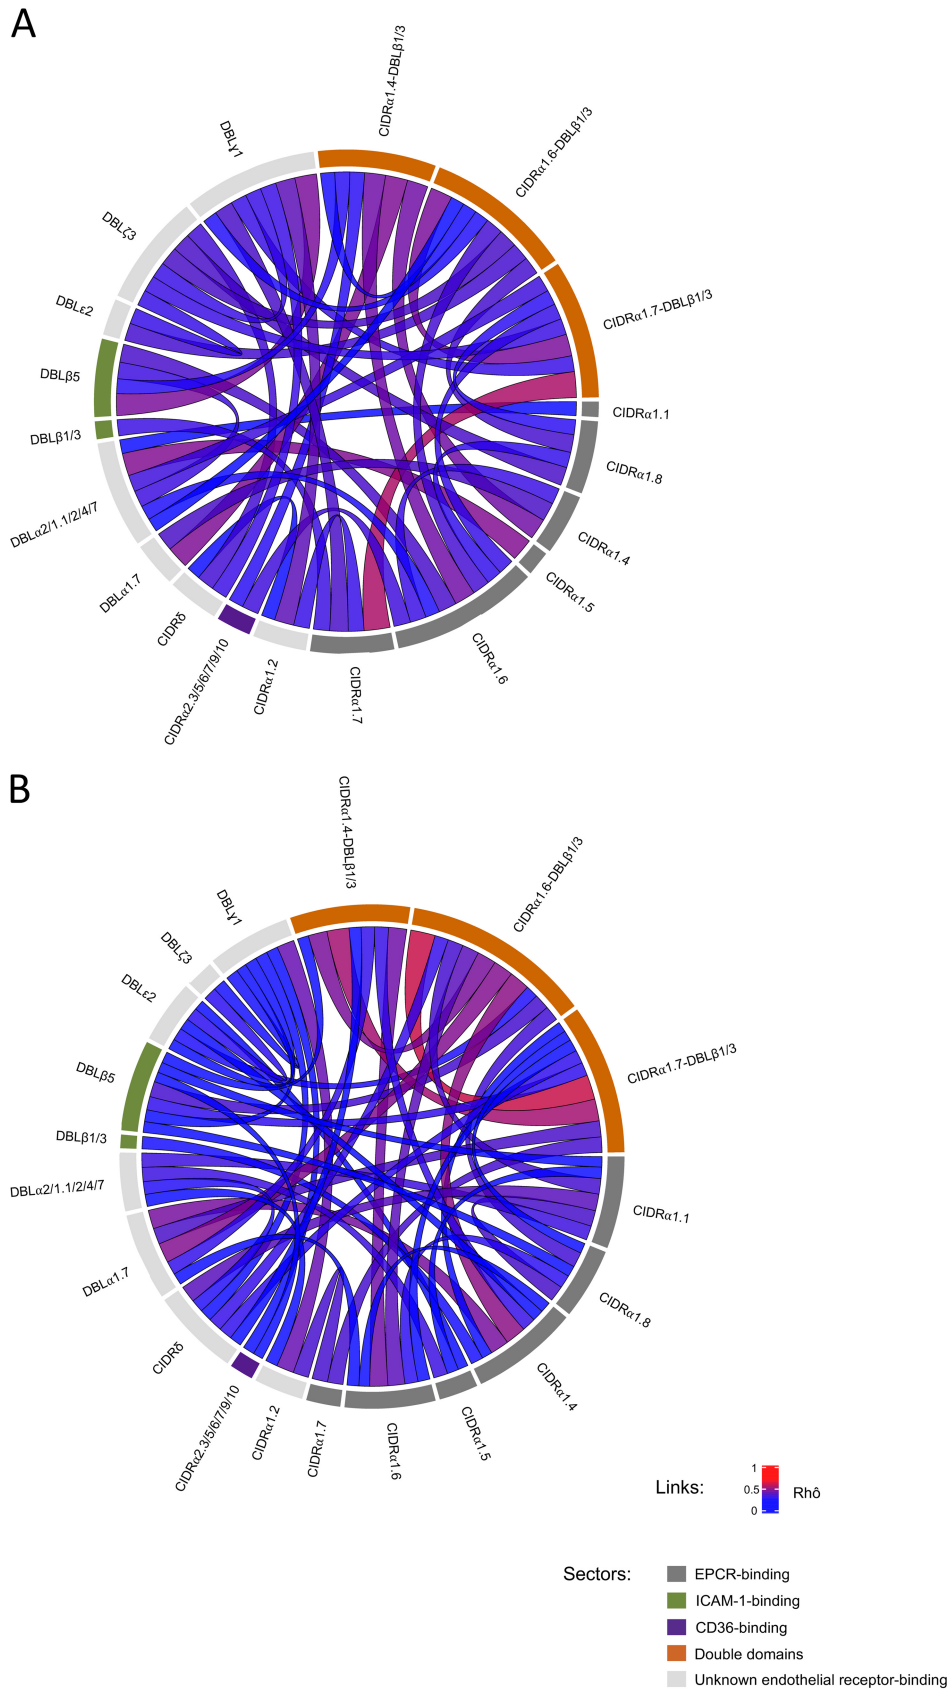 A
CIDRα1.4-DBLβ1/3
CIDRα1.6-DBLβ1/3
CIDRα1.7-DBLβ1/3
CIDRα1.1
CIDRα1.8
CIDRα1.4
CIDRα1.5
CIDRα1.6
CIDRα1.7
CIDRα1.2
CIDRα2.3/5/6/7/9/10
CIDRδ
DBLα1.7
DBLα2/1.1/2/4/7
DBLβ1/3
DBLβ5
DBLε2
DBLζ3
DBLγ1
B
CIDRα1.4-DBLβ1/3
CIDRα1.6-DBLβ1/3
CIDRα1.7-DBLβ1/3
CIDRα1.1
CIDRα1.8
CIDRα1.4
CIDRα1.5
CIDRα1.6
CIDRα1.7
CIDRα1.2
CIDRα2.3/5/6/7/9/10
CIDRδ
DBLα1.7
DBLα2/1.1/2/4/7
DBLβ1/3
DBLβ5
DBLε2
DBLζ3
DBLγ1
Links:
1
0.5
0
Rhô
Sectors:
EPCR-binding
ICAM-1-binding
CD36-binding
Double domains
Unknown endothelial receptor-binding